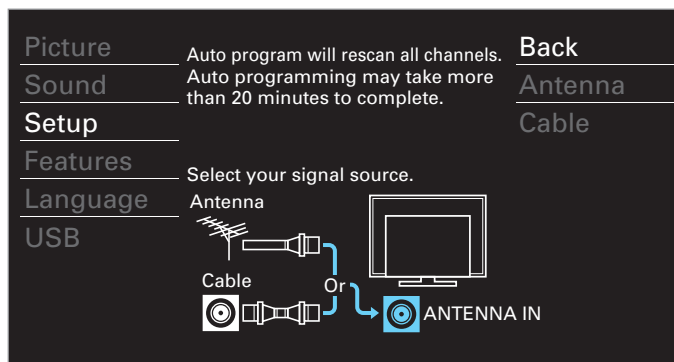 Picture
Sound
Setup
Features
Language
USB
Auto program will rescan all channels.
Auto programming may take more
than 20 minutes to complete.
Select your signal source.
Antenna
Cable
Or
ANTENNA IN
Back
Antenna
Cable